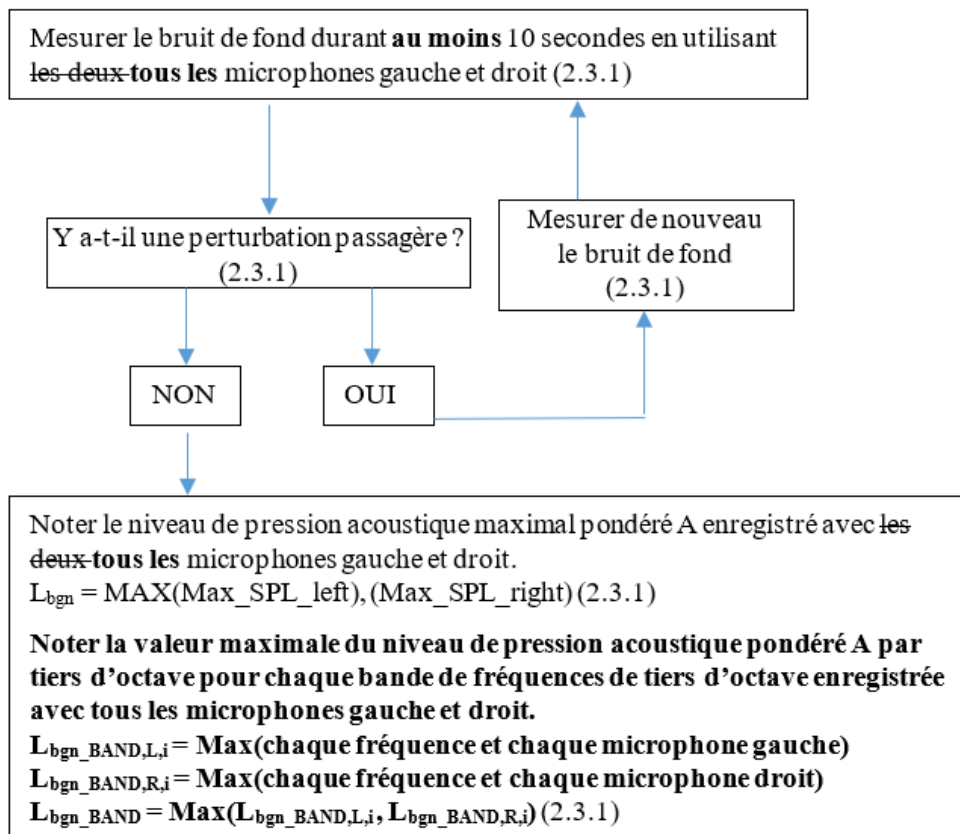 Mesurer le bruit de fond durant au moins 10 secondes en utilisant
les deux tous les microphones gauche et droit (2.3.1)
Y a-t-il une perturbation passagère ?
(2.3.1)
Mesurer de nouveau
le bruit de fond
(2.3.1)
NON
OUI
Noter le niveau de pression acoustique maximal pondéré A enregistré avec les
deux tous les microphones gauche et droit.
Lbgn = MAX(Max_SPL_left), (Max_SPL_right) (2.3.1)
Noter la valeur maximale du niveau de pression acoustique pondéré A par
tiers d’octave pour chaque bande de fréquences de tiers d’octave enregistrée
avec tous les microphones gauche et droit.
Lbgn_BAND,L,i = Max(chaque fréquence et chaque microphone gauche)
Lbgn_BAND,R,i = Max(chaque fréquence et chaque microphone droit)
Lbgn_BAND = Max(Lbgn_BAND,L,i, Lbgn_BAND,R,i) (2.3.1)